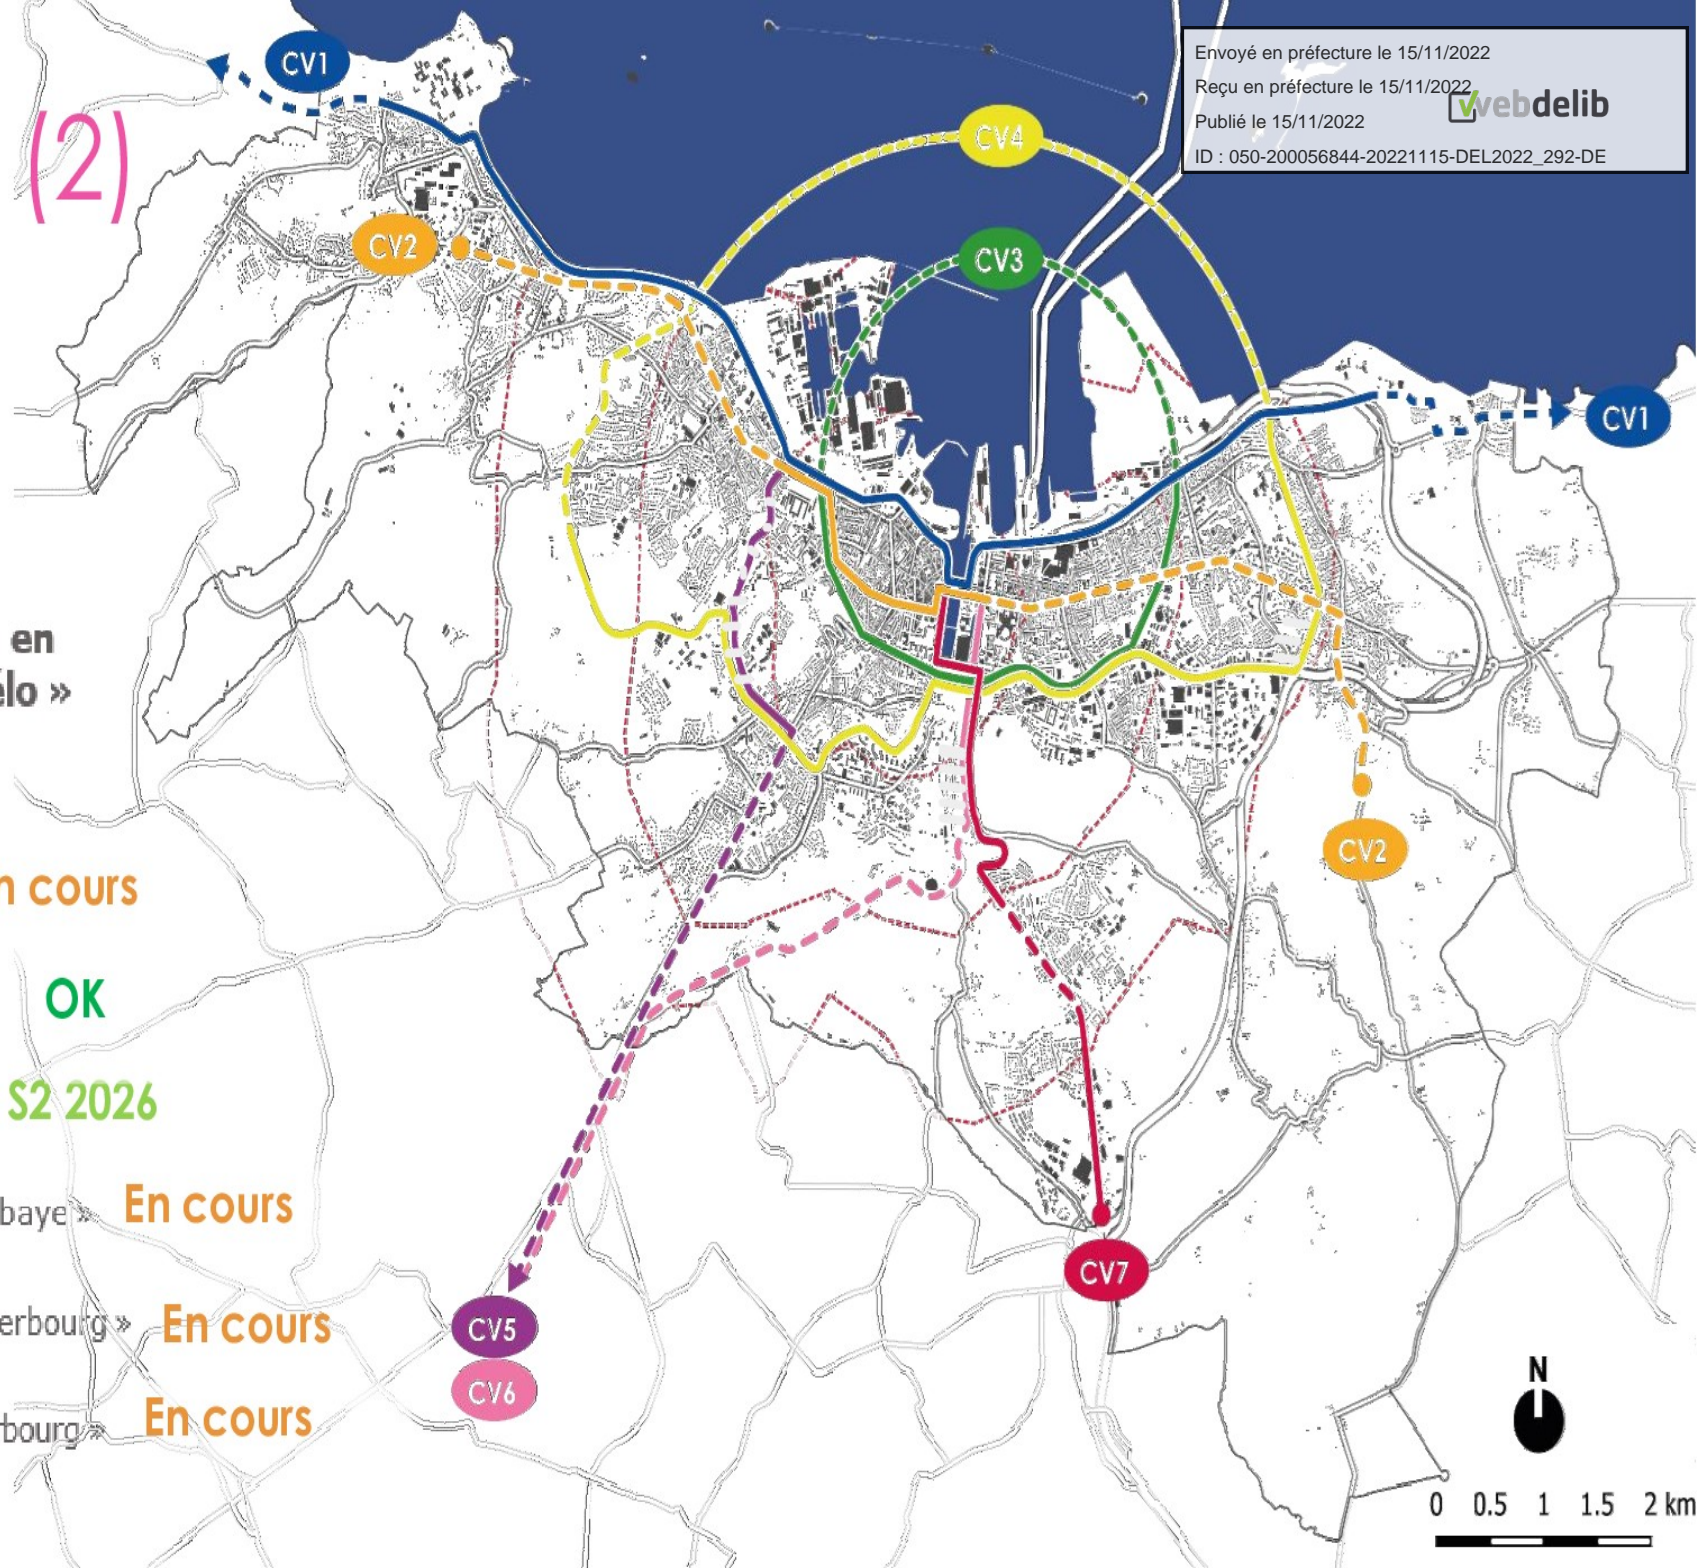 Envoyé en préfecture le 15/11/2022
Reçu en préfecture le 15/11/2022
Publié le 15/11/2022
webdelib
ID : 050-200056844-20221115-DEL2022_292-DE
(2)
CV1
CV4
CV2
CV3
CV1
en
élo »
CV2
n cours
OK
S2 2026
baye » En cours
CV7
erbourg » En cours
CV5
CV6
rbourg » En cours
N
0 0.5 1 1.5 2 km